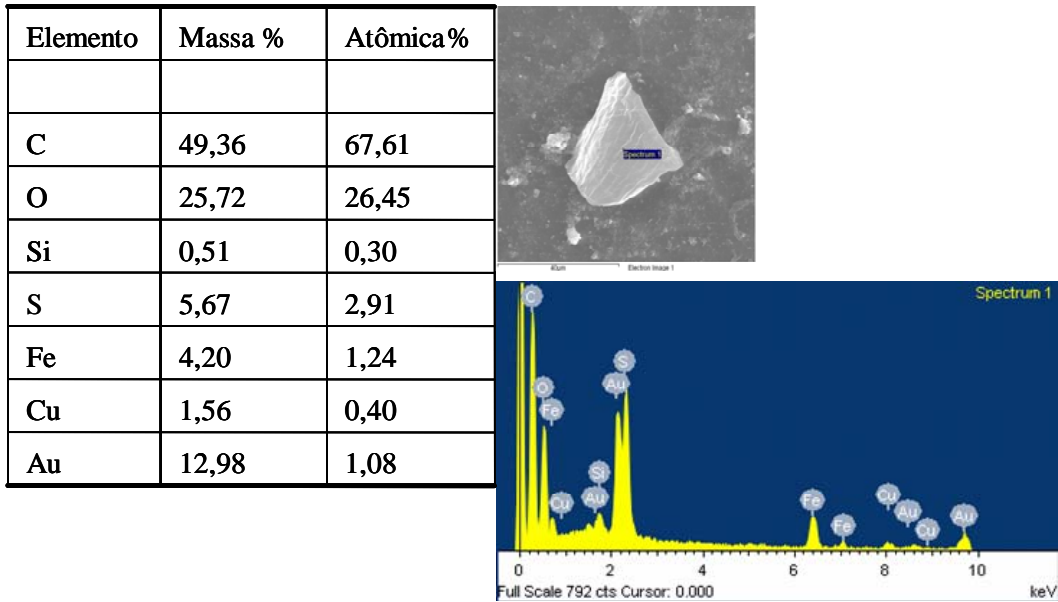 Elemento Massa % Atômica%
C 49,36 67,61
O 25,72 26,45
Si 0,51 0,30
S 5,67 2,91
Fe 4,20 1,24
Cu 1,56 0,40
Au 12,98 1,08
Spectrum 1
40µm Electron Image 1
Spectrum 1
C
S
Au
O
Fe
Si
Cu
Au
Fe
Fe
Cu
Au
Cu
Au
0 2 4 6 8 10
Full Scale 792 cts Cursor: 0.000 keV